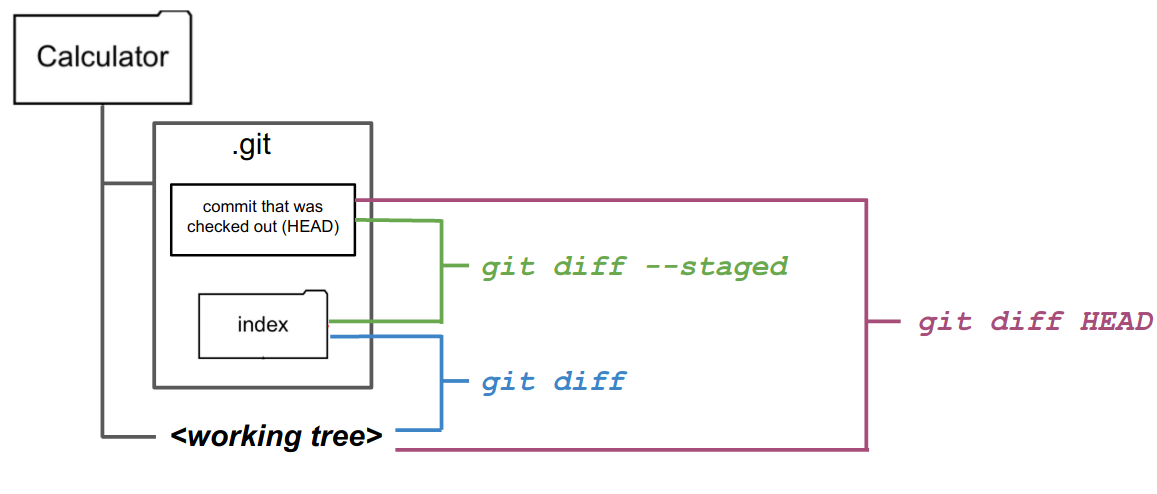 Calculator
.git
commit that was
checked out (HEAD)
git diff --staged
index
git diff HEAD
git diff
<working tree>